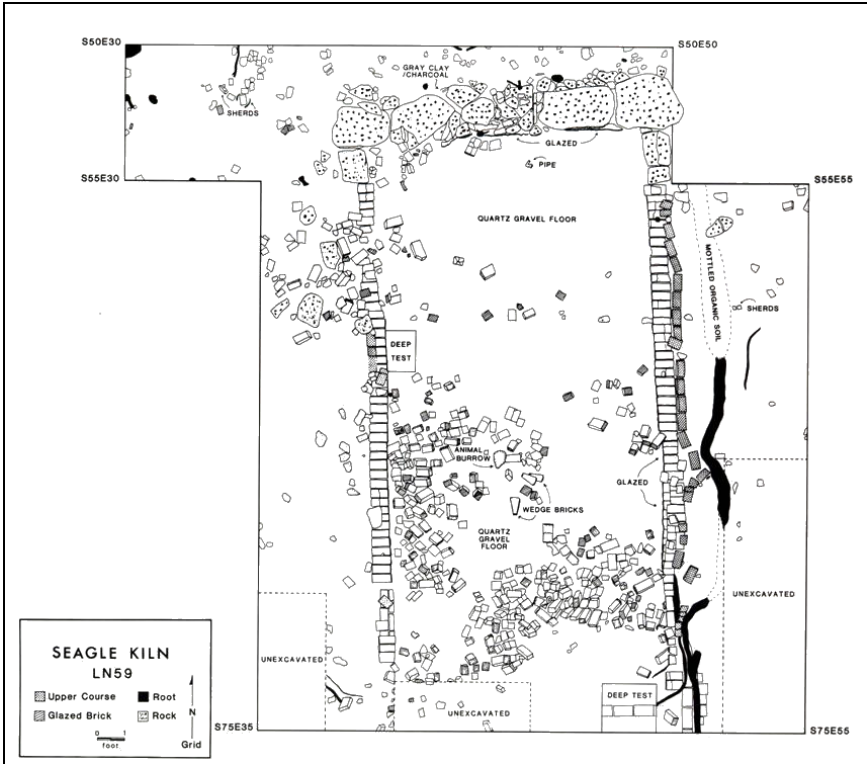 S50E30
S50E50
GRAY CLAY
/CHARCOAL
SHERDS
GLAZED
PIPE
S55E30
S55E55
QUARTZ GRAVEL FLOOR
MOTTLED ORGANIC SOIL
SHERDS
DEEP
TEST
ANIMAL
BURROW
GLAZED
WEDGE BRICKS
QUARTZ
GRAVEL
FLOOR
UNEXCAVATED
SEAGLE KILN
LN59
Upper Course
Root
Glazed Brick
Rock
0 1
foot
N
Grid
UNEXCAVATED
UNEXCAVATED
DEEP TEST
S75E35
S75E55